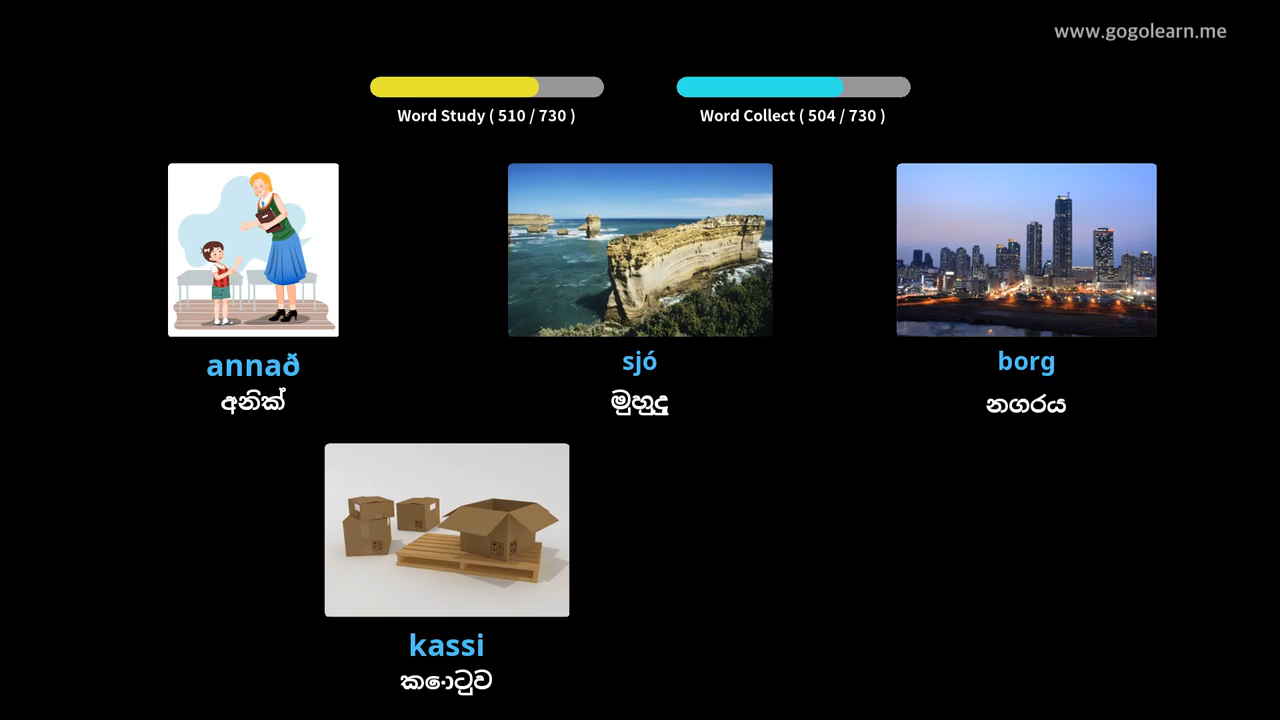 www.gogolearn.me
Word Study ( 510 / 730 )
Word Collect ( 504 / 730 )
annað
අනික්
sjó
මුහුදු
borg
නගරය
kassi
කොටුව